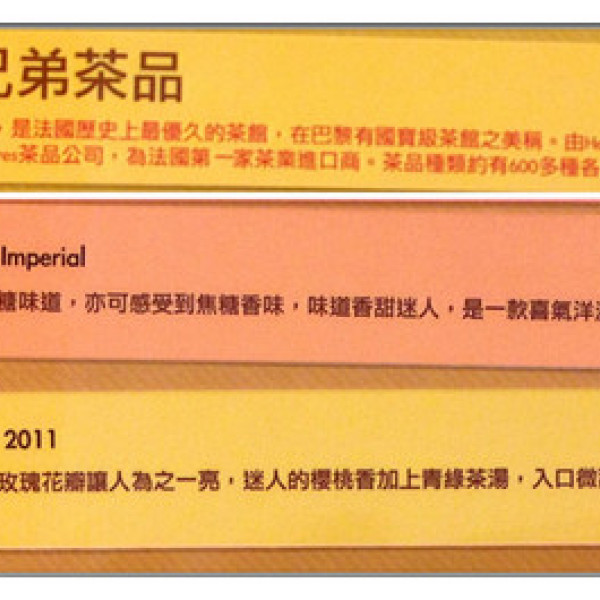 兄弟茶品
，是法國歷史上最優久的茶館，在巴黎有國寶級茶館之美稱。由He
res茶品公司，為法國第一家茶業進口商。茶品種類約有600多種各
Imperial
糖味道，亦可感受到焦糖香味，味道香甜迷人，是一款喜氣洋
2011
玫瑰花瓣讓人為之一亮，迷人的櫻桃香加上青綠茶湯，入口微